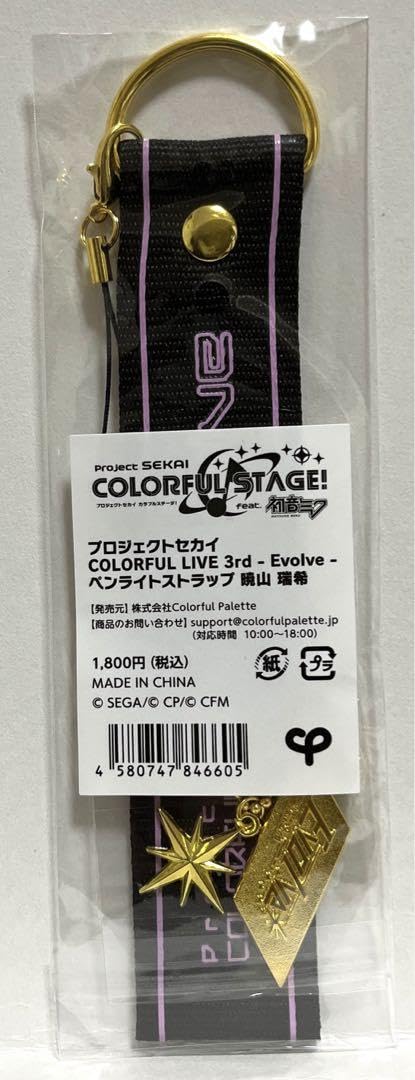 Project SEKAI
COLORFUL STAGE!
プロジェクトセカイ カラフルステージ!
feat. 初音ミク
HATSUNE MIKU
プロジェクトセカイ
COLORFUL LIVE 3rd - Evolve -
ペンライトストラップ 暁山 瑞希
【発売元】株式会社Colorful Palette
【商品のお問い合わせ】support@colorfulpalette.jp
(対応時間 10:00~18:00)
1,800円(税込)
紙
プラ
MADE IN CHINA
© SEGA/© CP/© CFM
4 580747 846605
Evolve